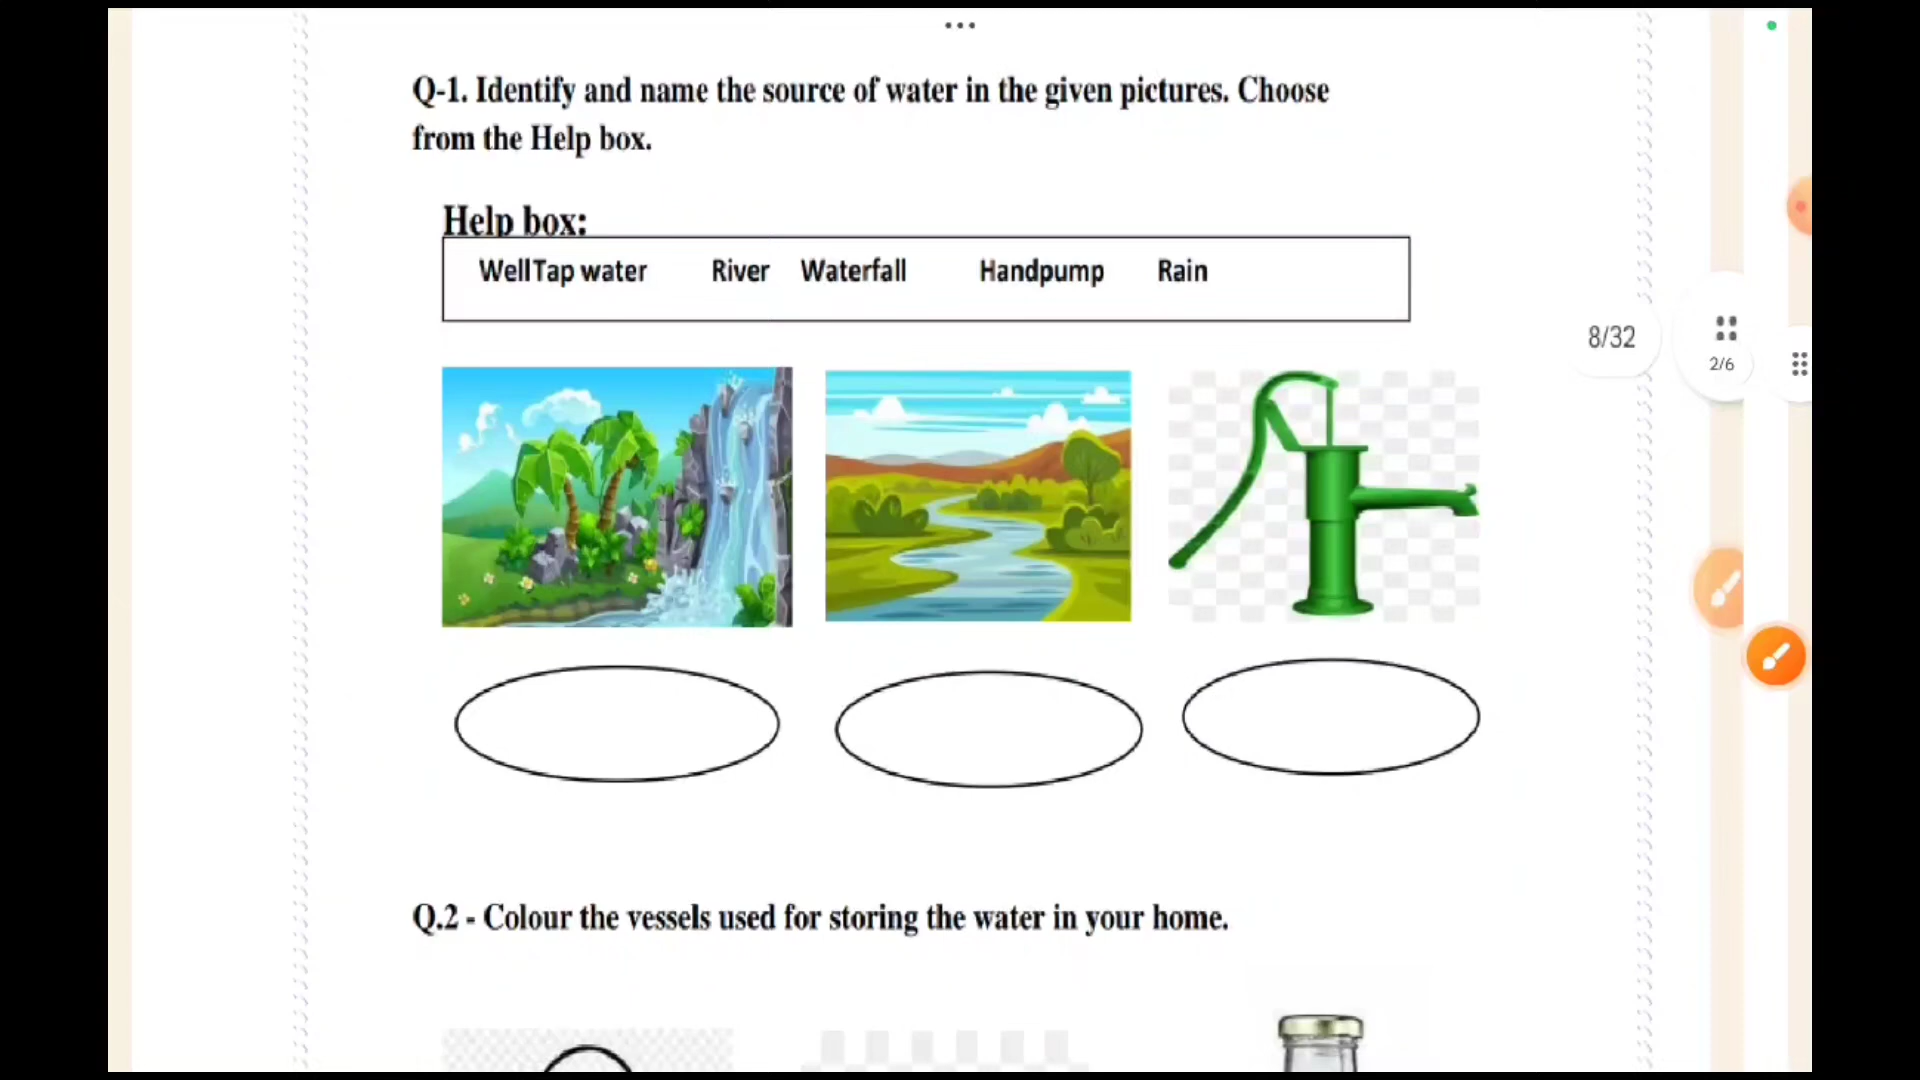 Q-1. Identify and name the source of water in the given pictures. Choose
from the Help box.
Help box:
WellTap water River Waterfall Handpump Rain
8/32
2/6
Q.2 - Colour the vessels used for storing the water in your home.